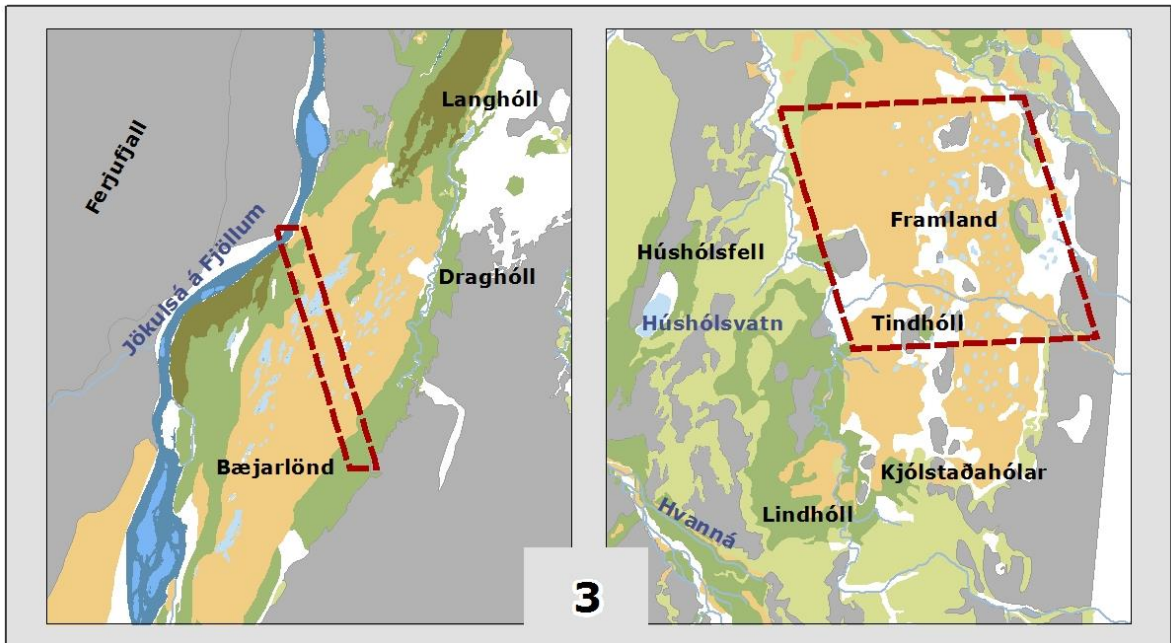 Langhóll
Ferjufjall
Jökulsá á Fjöllum
Draghóll
Bæjarlönd
Framland
Húshólsfell
Húshólsvatn
Tindhóll
Kjólstaðahólar
Lindhóll
Hvanná
3